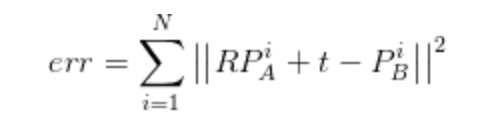 err = \sum_{i=1}^{N} ||RP_A^i + t - P_B^i||^2